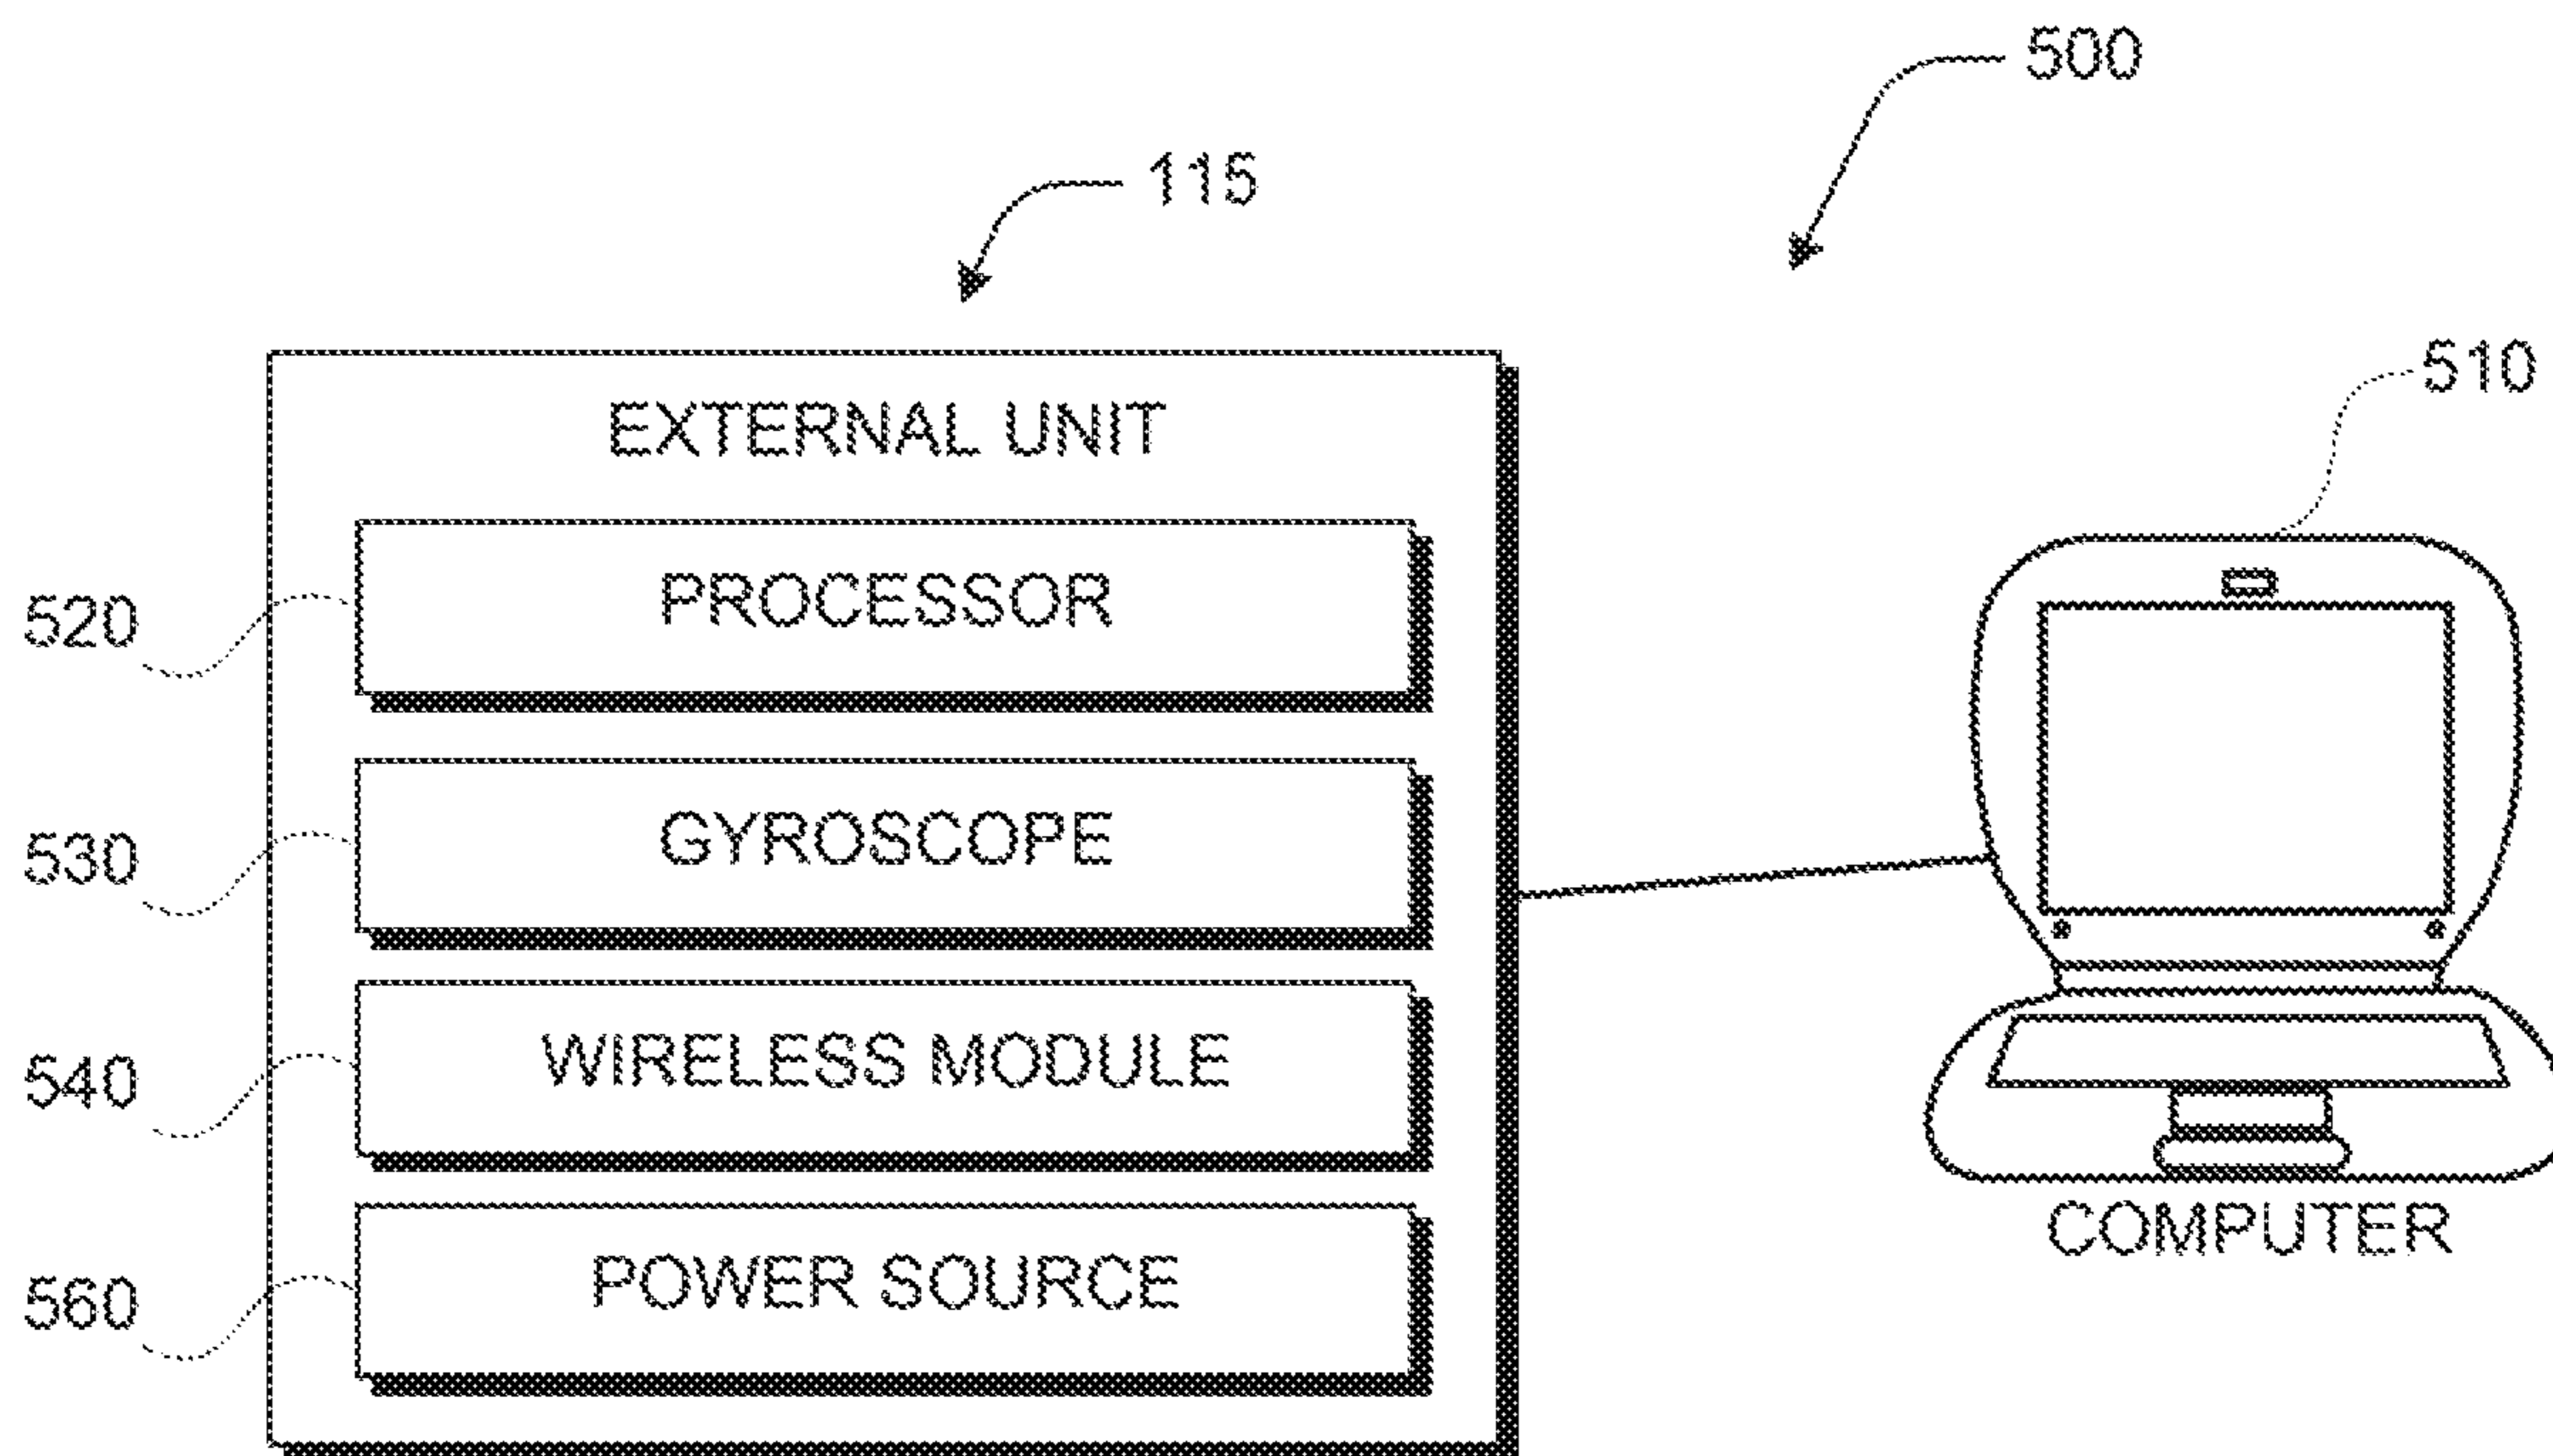 500
115
510
EXTERNAL UNIT
520
PROCESSOR
530
GYROSCOPE
540
WIRELESS MODULE
560
POWER SOURCE
COMPUTER